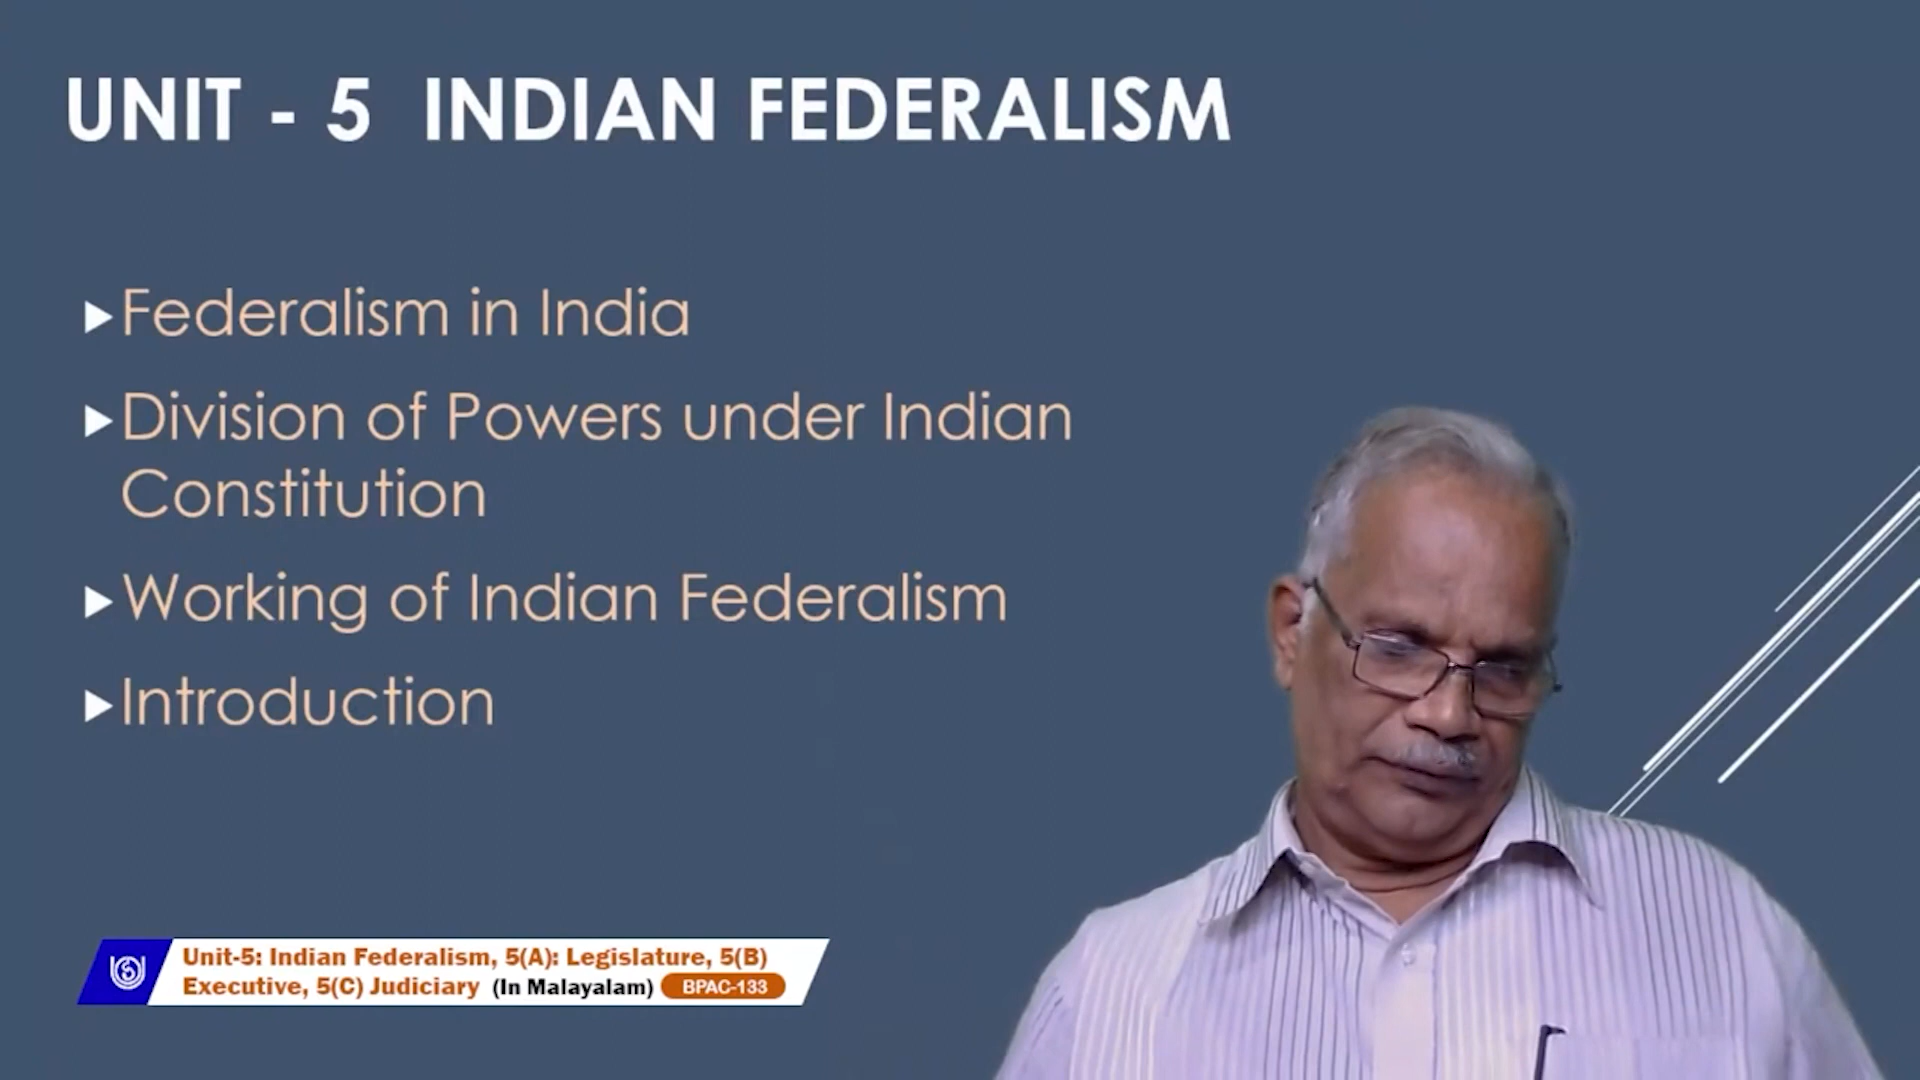 UNIT - 5 INDIAN FEDERALISM
Federalism in India
Division of Powers under Indian
Constitution
Working of Indian Federalism
Introduction
Unit-5: Indian Federalism, 5(A): Legislature, 5(B)
Executive, 5(C) Judiciary (In Malayalam) BPAC-133